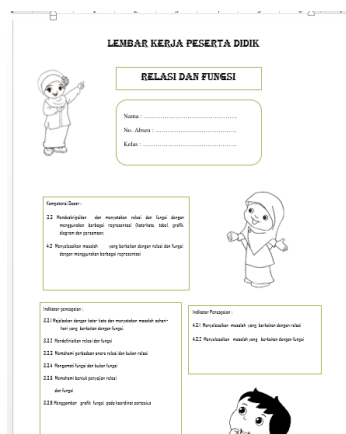 LEMBAR KERJA PESERTA DIDIK
RELASI DAN FUNGSI
Nama : ..............................................
No. Absen : ........................................
Kelas : ..............................................
Kompetensi Dasar :
3.3 Mendeskripsikan dan menyatakan relasi dan fungsi dengan
menggunakan berbagai representasi (kata-kata, tabel, grafik,
diagram dan persamaan.
4.3 Menyelesaikan masalah yang berkaitan dengan relasi dan fungsi
dengan menggunakan berbagai representasi
Indikator pencapaian :
3.3.1 Menjelaskan dengan kata- kata dan menyatakan masalah sehari-
hari yang berkaitan dengan fungsi.
3.3.2 Mendefinisikan relasi dan fungsi
3.3.3 Memahami perbedaan antara relasi dan bukan relasi
3.3.4 Mengamati fungsi dan bukan fungsi
3.3.5 Memahami bentuk penyajian relasi
dan fungsi
3.3.6 Menggambar grafik fungsi pada koordinat cartesius
Indikator Pencapaian :
4.3.1 Menyelesaikan masalah yang berkaitan dengan relasi
4.3.2 Menyelesaikan masalah yang berkaitan dengan fungsi